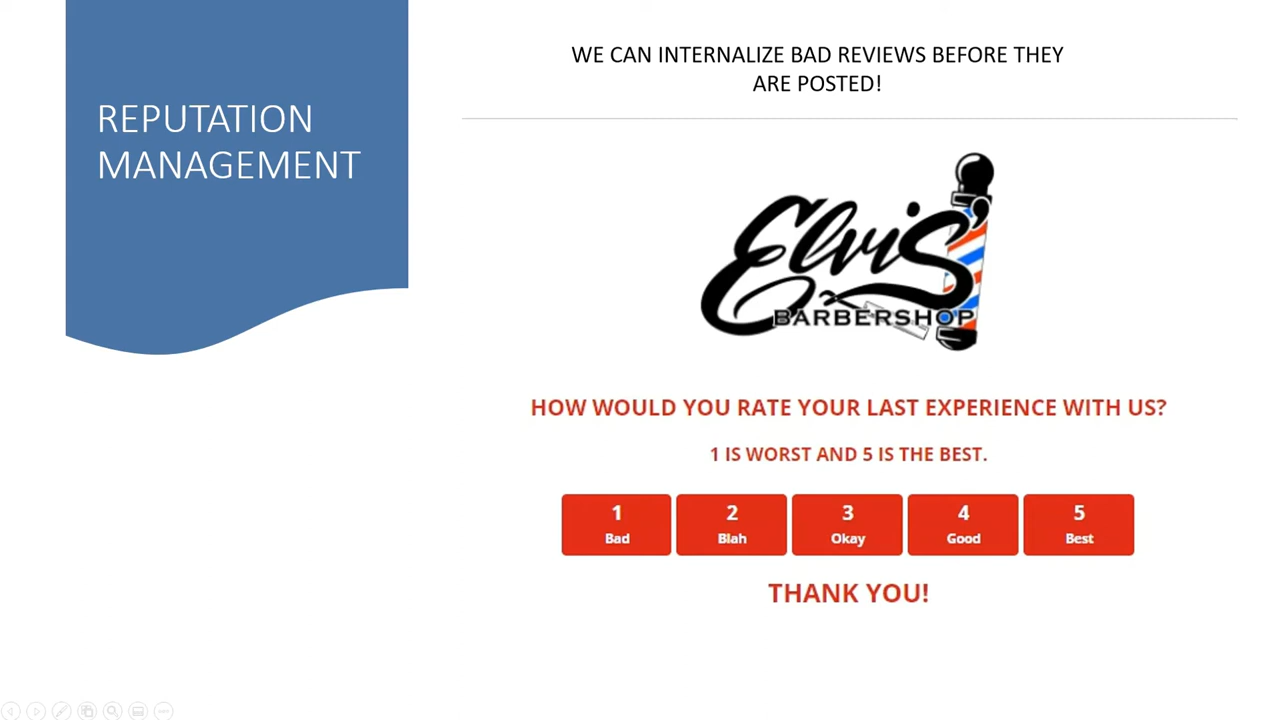 REPUTATION
MANAGEMENT
WE CAN INTERNALIZE BAD REVIEWS BEFORE THEY
ARE POSTED!
Elvis'
BARBERSHOP
HOW WOULD YOU RATE YOUR LAST EXPERIENCE WITH US?
1 IS WORST AND 5 IS THE BEST.
1 2 3 4 5
Bad Blah Okay Good Best
THANK YOU!